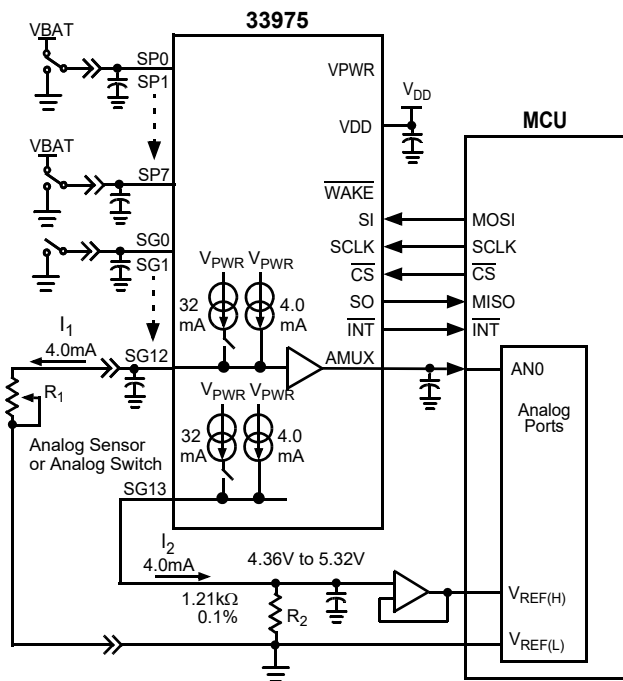 33975
VBAT
SP0
SP1
VPWR
VDD
VDD
MCU
VBAT
SP7
WAKE
SI
MOSI
SCLK
SCLK
SG0
SG1
CS
CS
VPWR
VPWR
SO
MISO
32
mA
4.0
mA
INT
INT
I1
4.0mA
SG12
AMUX
AN0
R1
VPWR
VPWR
Analog
Ports
Analog Sensor
or Analog Switch
32
mA
4.0
mA
SG13
I2
4.0mA
4.36V to 5.32V
1.21kΩ
0.1%
R2
VREF(H)
VREF(L)